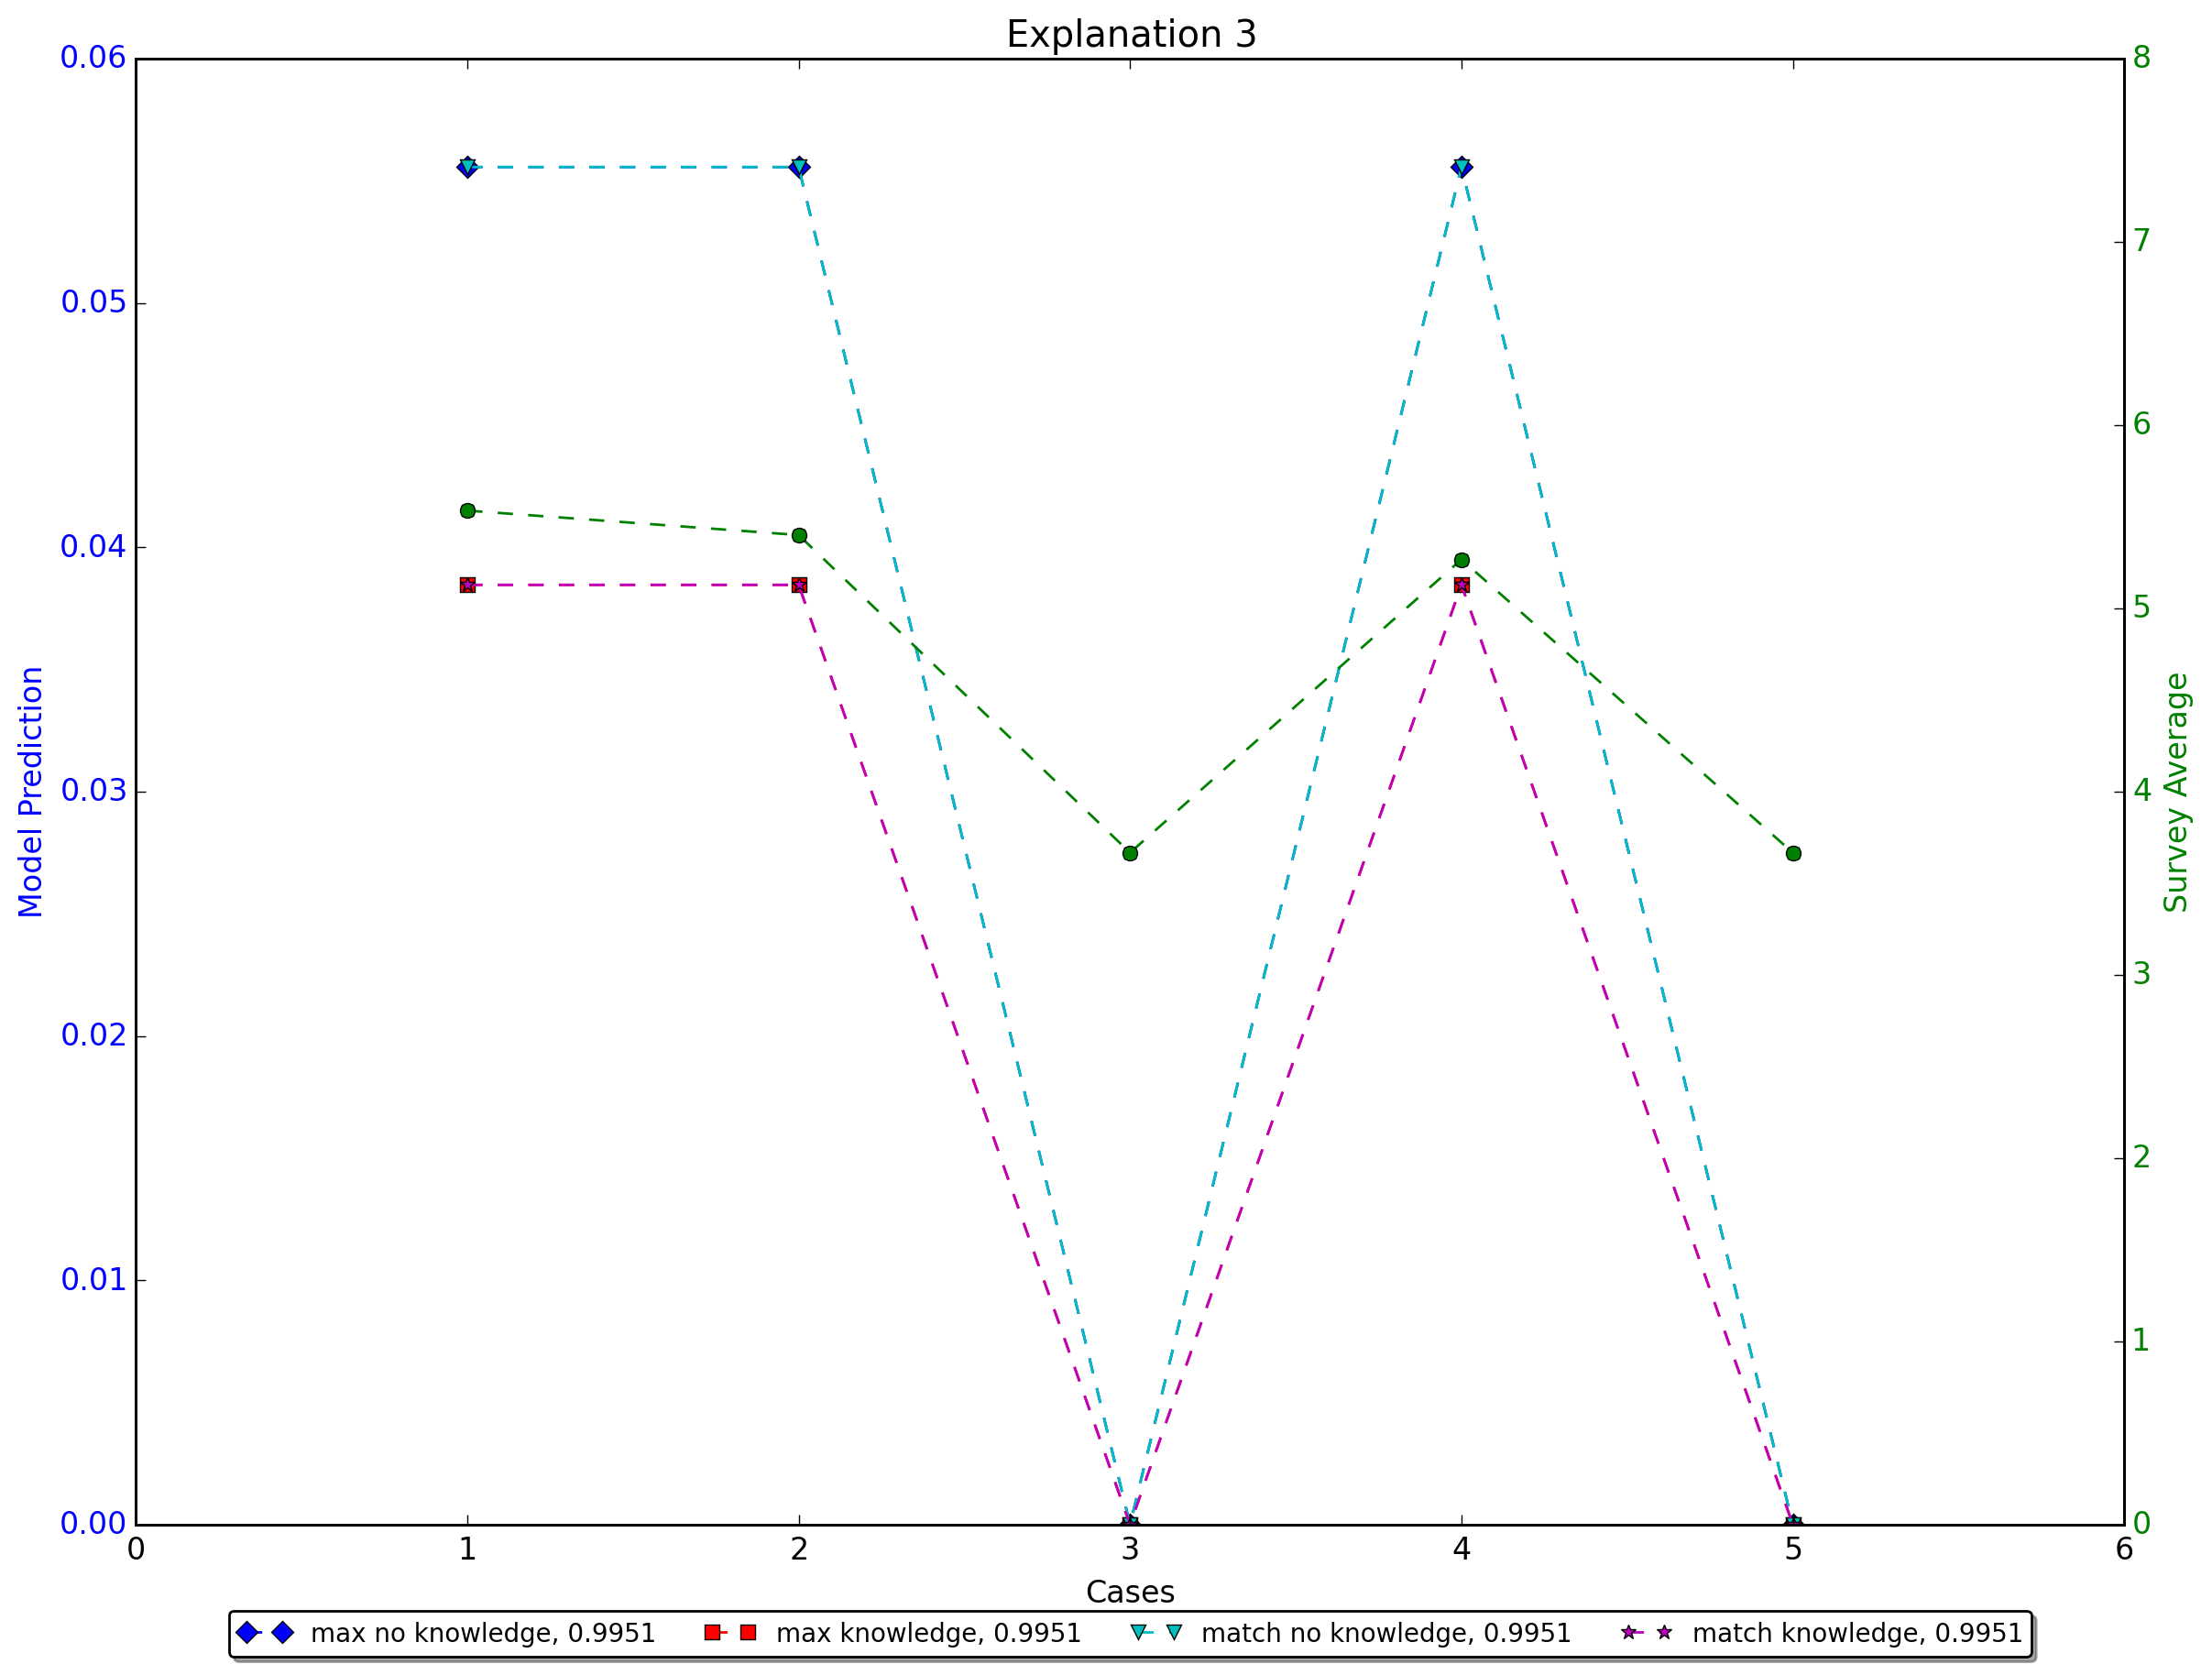 Explanation 3
0.06
0.05
0.04
0.03
0.02
0.01
0.00
Model Prediction
8
7
6
5
4
3
2
1
0
Survey Average
0 1 2 3 4 5 6
Cases
max no knowledge, 0.9951 max knowledge, 0.9951 match no knowledge, 0.9951 match knowledge, 0.9951